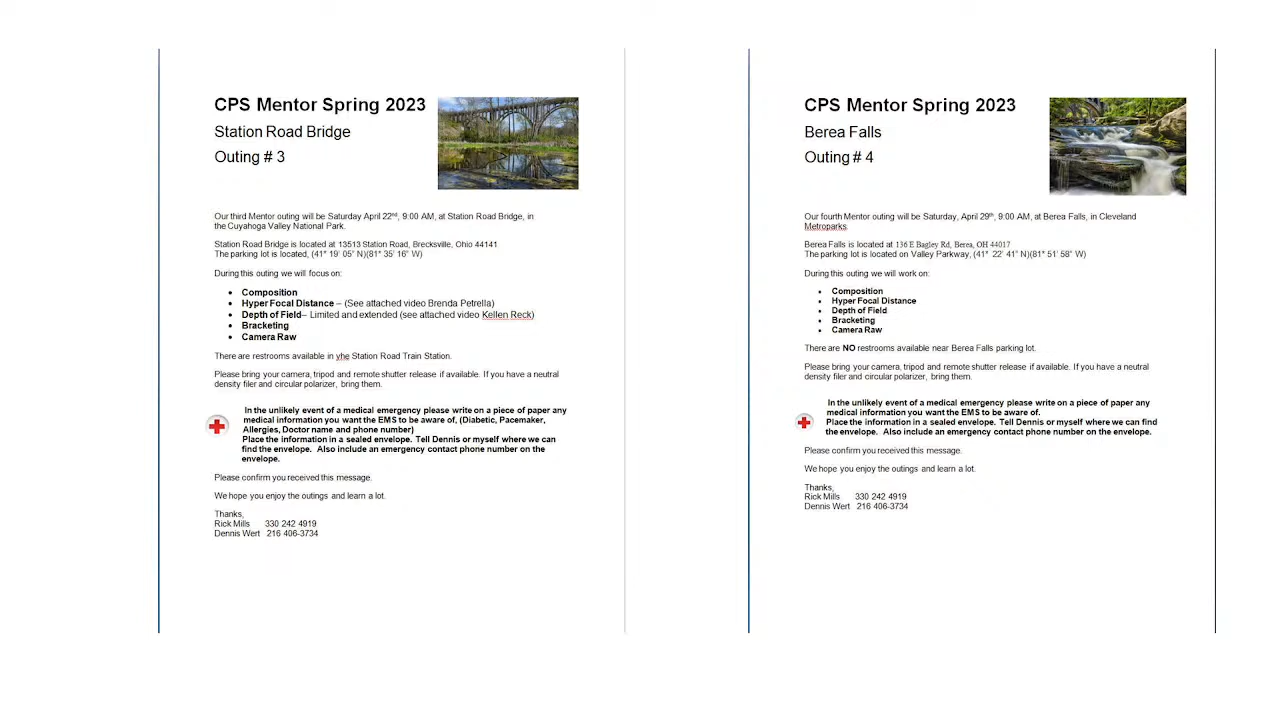 CPS Mentor Spring 2023
Station Road Bridge
Outing # 3
Our third Mentor outing will be Saturday April 22nd, 9:00 AM, at Station Road Bridge, in
the Cuyahoga Valley National Park.
Station Road Bridge is located at 13513 Station Road, Brecksville, Ohio 44141
The parking lot is located, (41° 19' 05" N)(81° 35' 16" W)
During this outing we will focus on:
• Composition
• Hyper Focal Distance – (See attached video Brenda Petrella)
• Depth of Field– Limited and extended (see attached video Kellen Reck)
• Bracketing
• Camera Raw
There are restrooms available in yhe Station Road Train Station.
Please bring your camera, tripod and remote shutter release if available. If you have a neutral
density filer and circular polarizer, bring them.
In the unlikely event of a medical emergency please write on a piece of paper any
medical information you want the EMS to be aware of, (Diabetic, Pacemaker,
Allergies, Doctor name and phone number)
Place the information in a sealed envelope. Tell Dennis or myself where we can
find the envelope. Also include an emergency contact phone number on the
envelope.
Please confirm you received this message.
We hope you enjoy the outings and learn a lot.
Thanks,
Rick Mills 330 242 4919
Dennis Wert 216 406-3734
CPS Mentor Spring 2023
Berea Falls
Outing # 4
Our fourth Mentor outing will be Saturday, April 29th, 9:00 AM, at Berea Falls, in Cleveland
Metroparks.
Berea Falls is located at 136 E Bagley Rd, Berea, OH 44017
The parking lot is located on Valley Parkway, (41° 22' 41" N)(81° 51' 58" W)
During this outing we will work on:
• Composition
• Hyper Focal Distance
• Depth of Field
• Bracketing
• Camera Raw
There are NO restrooms available near Berea Falls parking lot.
Please bring your camera, tripod and remote shutter release if available. If you have a neutral
density filer and circular polarizer, bring them.
In the unlikely event of a medical emergency please write on a piece of paper any
medical information you want the EMS to be aware of.
Place the information in a sealed envelope. Tell Dennis or myself where we can find
the envelope. Also include an emergency contact phone number on the envelope.
Please confirm you received this message.
We hope you enjoy the outings and learn a lot.
Thanks,
Rick Mills 330 242 4919
Dennis Wert 216 406-3734